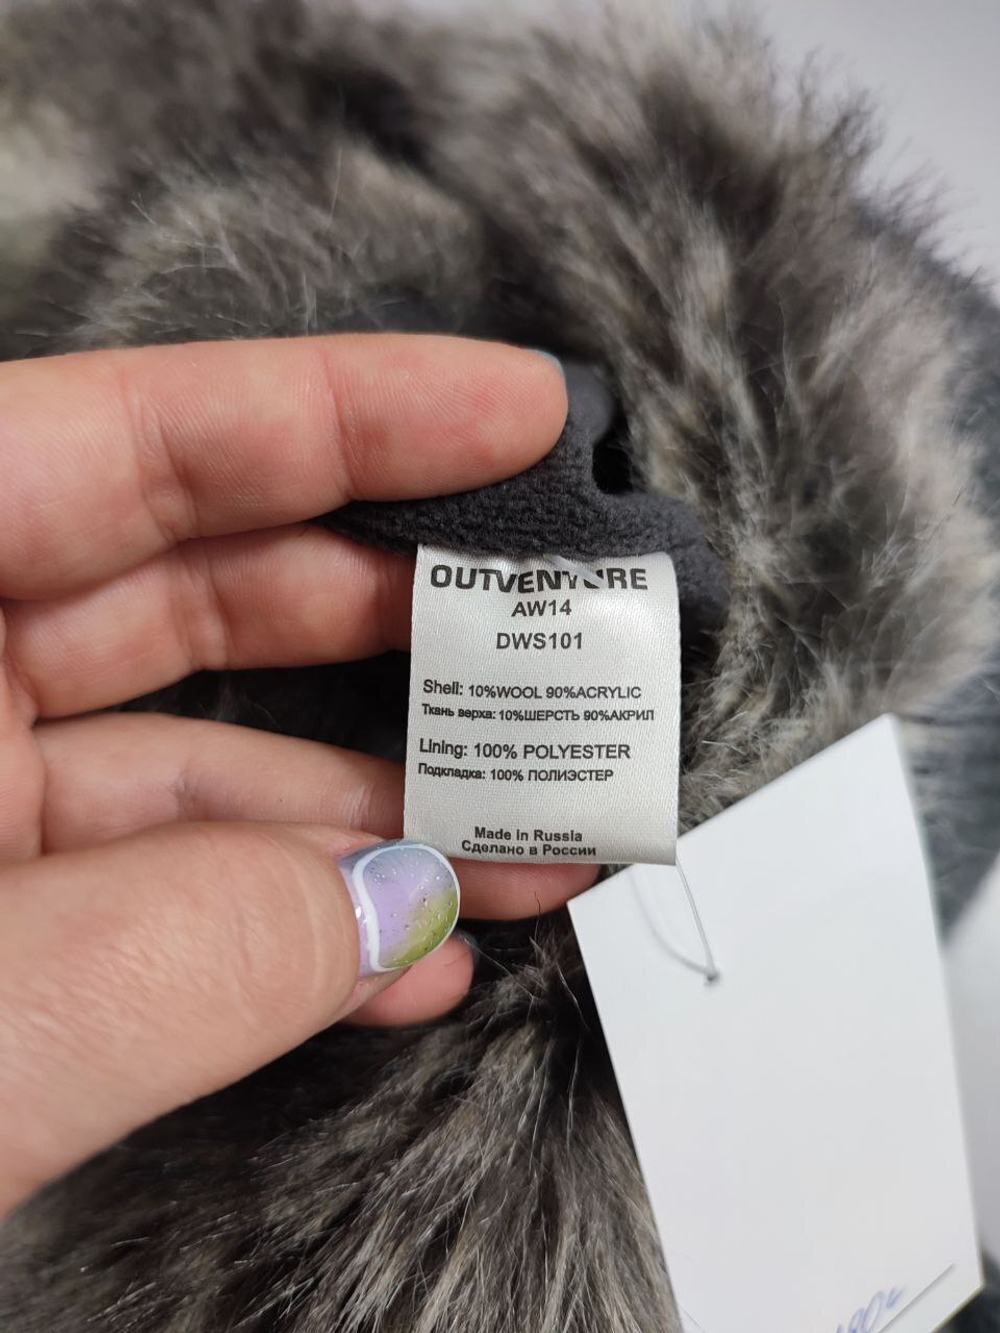 OUTVENTURE
AW14
DWS101
Shell: 10%WOOL 90%ACRYLIC
Ткань верха: 10%ШЕРСТЬ 90%АКРИЛ
Lining: 100% POLYESTER
Подкладка: 100% ПОЛИЭСТЕР
Made In Russia
Сделано в России